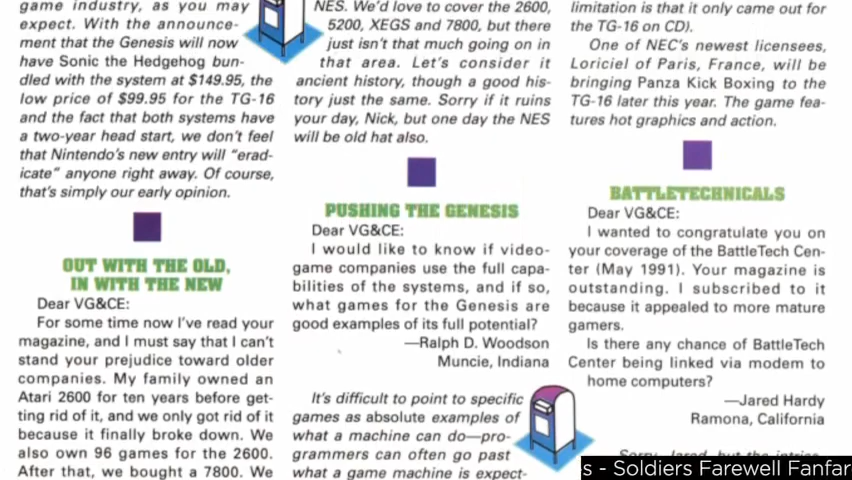 game industry, as you may
expect. With the announce-
ment that the Genesis will now
have Sonic the Hedgehog bun-
dled with the system at $149.95, the
low price of $99.95 for the TG-16
and the fact that both systems have
a two-year head start, we don't feel
that Nintendo's new entry will "erad-
icate" anyone right away. Of course,
that's simply our early opinion.
OUT WITH THE OLD,
IN WITH THE NEW
Dear VG&CE:
For some time now I've read your
magazine, and I must say that I can't
stand your prejudice toward older
companies. My family owned an
Atari 2600 for ten years before get-
ting rid of it, and we only got rid of it
because it finally broke down. We
also own 96 games for the 2600.
After that, we bought a 7800. We
NES. We'd love to cover the 2600,
5200, XEGS and 7800, but there
just isn't that much going on in
that area. Let's consider it
ancient history, though a good his-
tory just the same. Sorry if it ruins
your day, Nick, but one day the NES
will be old hat also.
PUSHING THE GENESIS
Dear VG&CE:
I would like to know if video-
game companies use the full capa-
bilities of the systems, and if so,
what games for the Genesis are
good examples of its full potential?
—Ralph D. Woodson
Muncie, Indiana
It's difficult to point to specific
games as absolute examples of
what a machine can do—pro-
grammers can often go past
what a game machine is expect-
limitation is that it only came out for
the TG-16 on CD).
One of NEC's newest licensees,
Loriciel of Paris, France, will be
bringing Panza Kick Boxing to the
TG-16 later this year. The game fea-
tures hot graphics and action.
BATTLETECHNICALS
Dear VG&CE:
I wanted to congratulate you on
your coverage of the BattleTech Cen-
ter (May 1991). Your magazine is
outstanding. I subscribed to it
because it appealed to more mature
gamers.
Is there any chance of BattleTech
Center being linked via modem to
home computers?
—Jared Hardy
Ramona, California
Sorry, Jared, but the intrica-
s - Soldiers Farewell Fanfar